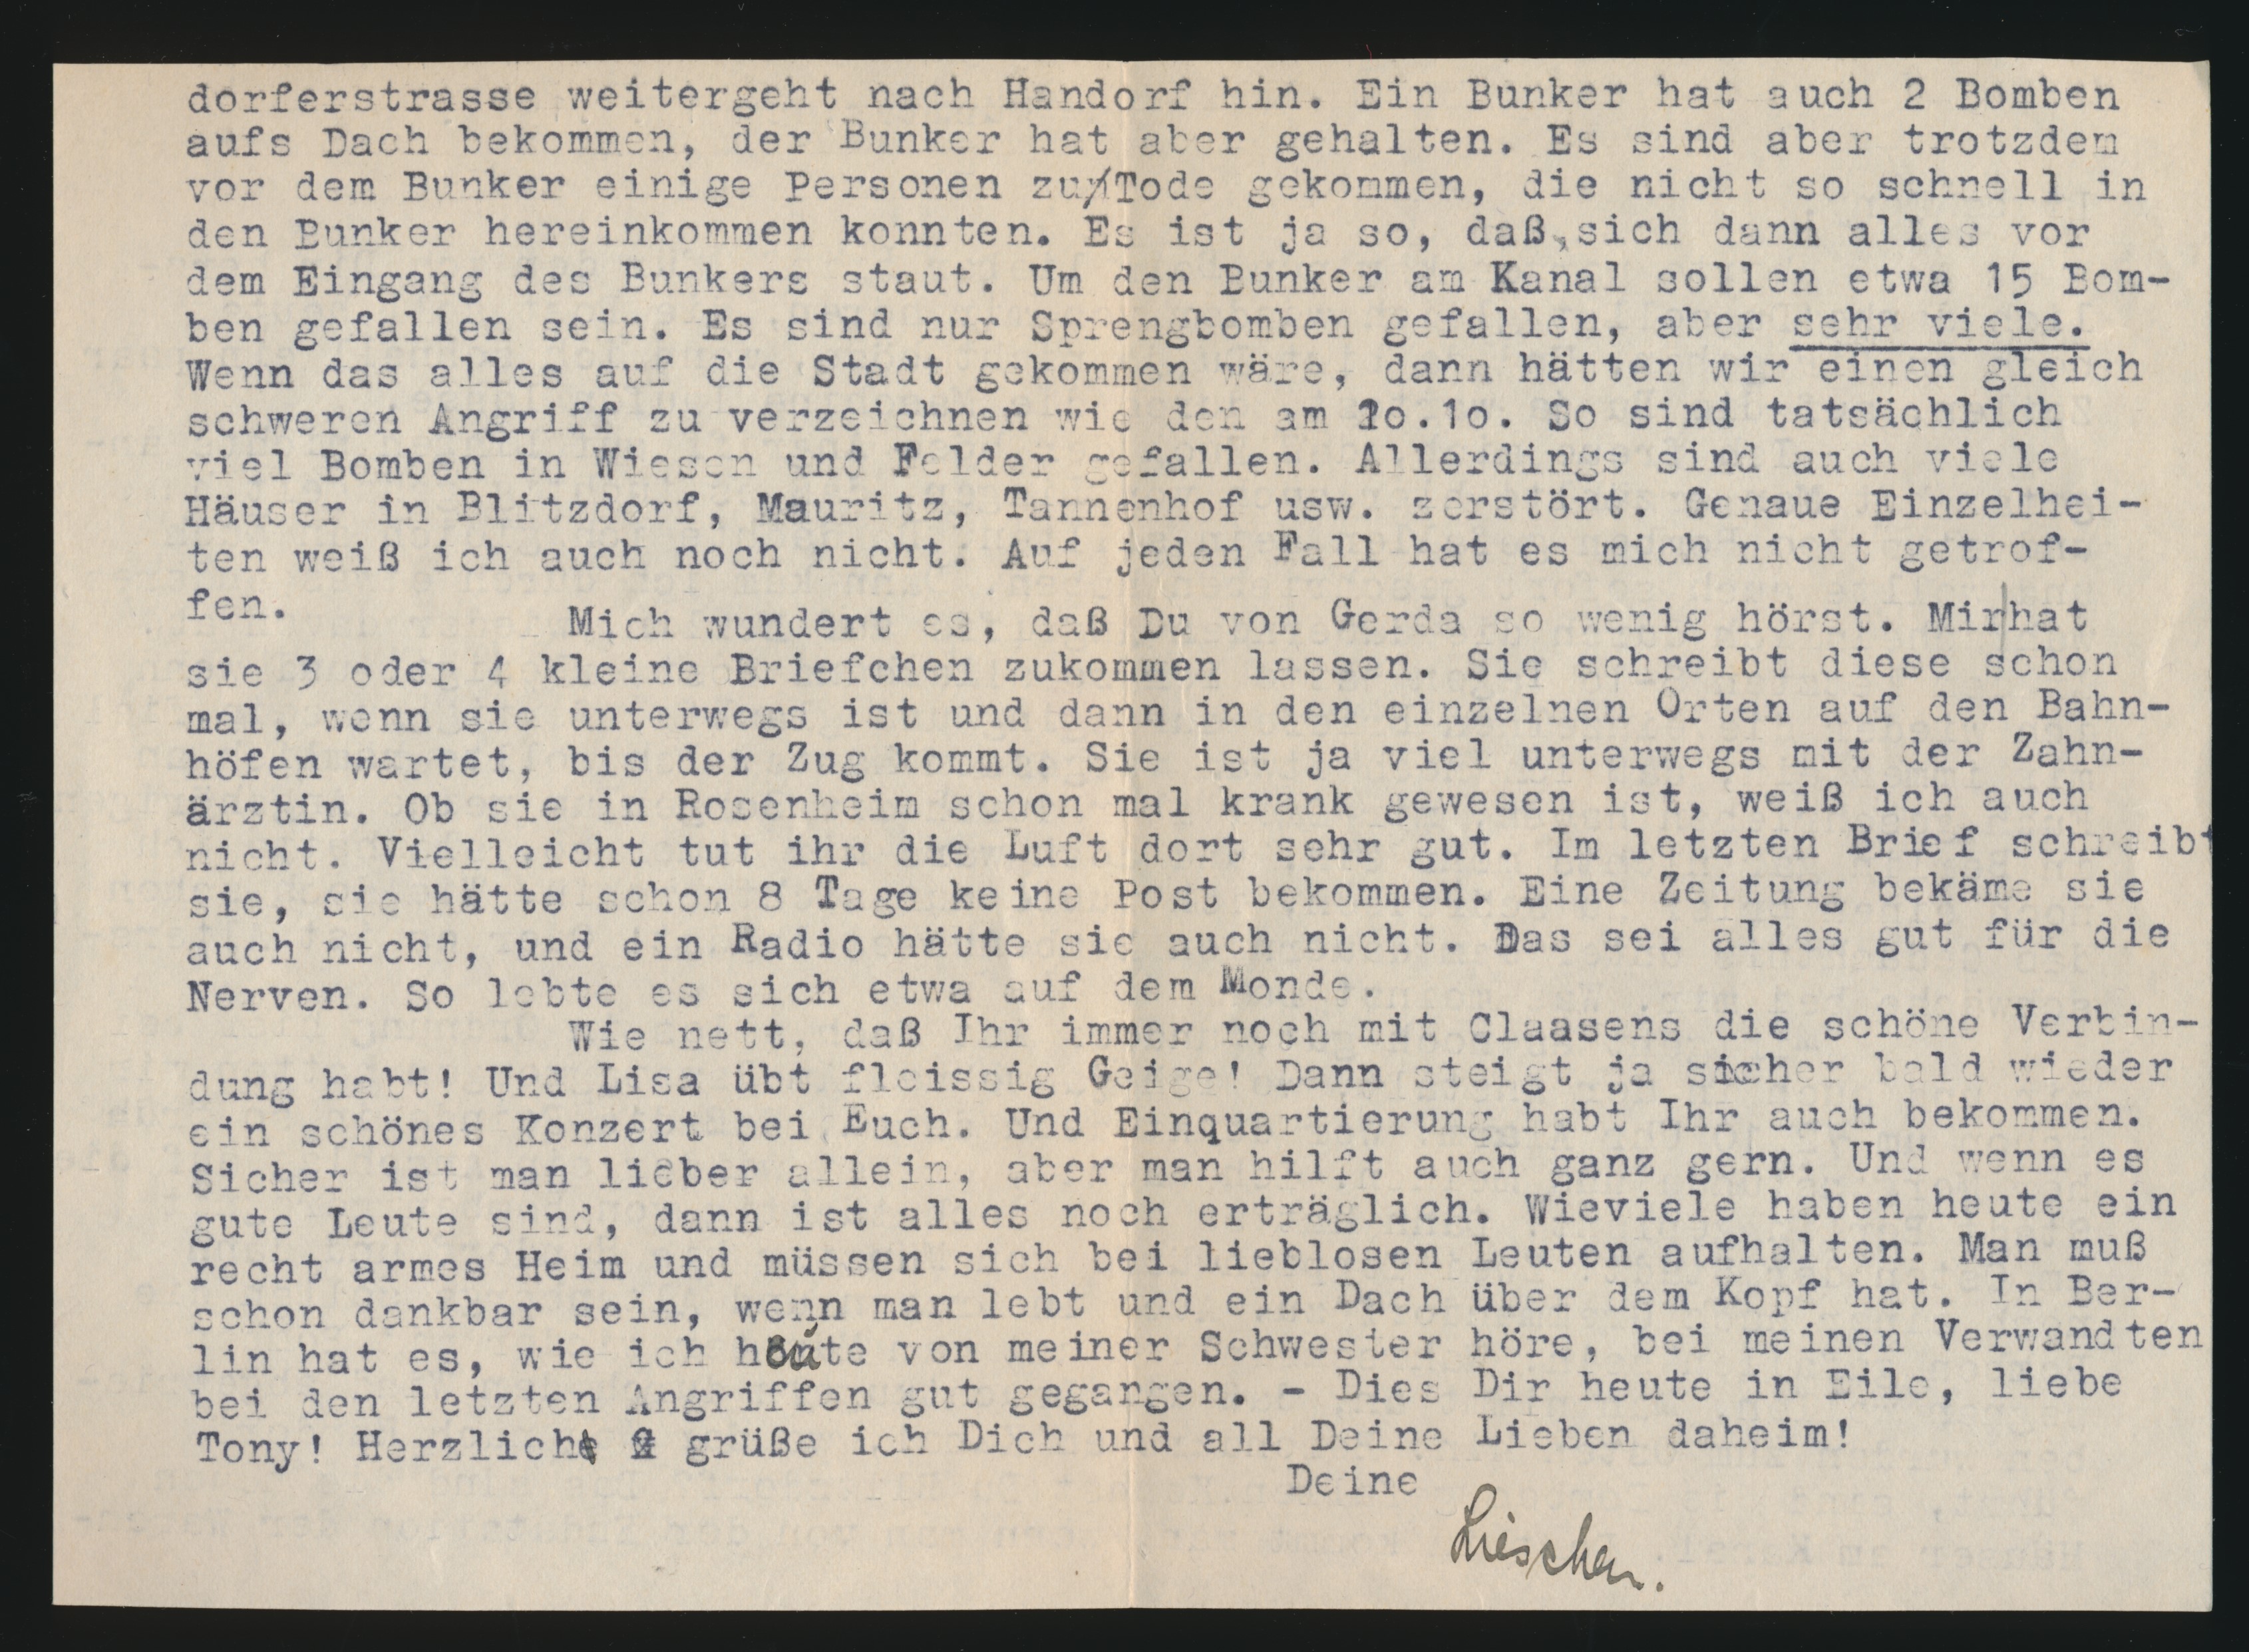 dorferstrasse weitergeht nach Handorf hin. Ein Bunker hat auch 2 Bomben
aufs Dach bekommen, der Bunker hat aber gehalten. Es sind aber trotzdem
vor dem Bunker einige Personen zu Tode gekommen, die nicht so schnell in
den Bunker hereinkommen konnten. Es ist ja so, daß sich dann alles vor
dem Eingang des Bunkers staut. Um den Bunker am Kanal sollen etwa 15 Bom-
ben gefallen sein. Es sind nur Sprengbomben gefallen, aber sehr viele.
Wenn das alles auf die Stadt gekommen wäre, dann hätten wir einen gleich
schweren Angriff zu verzeichnen wie den am 10.10. So sind tatsächlich
viel Bomben in Wiesen und Felder gefallen. Allerdings sind auch viele
Häuser in Blitzdorf, Mauritz, Tannenhof usw. zerstört. Genaue Einzelhei-
ten weiß ich auch noch nicht. Auf jeden Fall hat es mich nicht getrof-
fen.
Mich wundert es, daß Du von Gerda so wenig hörst. Mir|hat
sie 3 oder 4 kleine Briefchen zukommen lassen. Sie schreibt diese schon
mal, wenn sie unterwegs ist und dann in den einzelnen Orten auf den Bahn-
höfen wartet, bis der Zug kommt. Sie ist ja viel unterwegs mit der Zahn-
ärztin. Ob sie in Rosenheim schon mal krank gewesen ist, weiß ich auch
nicht. Vielleicht tut ihr die Luft dort sehr gut. Im letzten Brief schreibt
sie, sie hätte schon 8 Tage keine Post bekommen. Eine Zeitung bekäme sie
auch nicht, und ein Radio hätte sie auch nicht. Das sei alles gut für die
Nerven. So lebte es sich etwa auf dem Monde.
Wie nett, daß Ihr immer noch mit Claasens die schöne Verbin-
dung habt! Und Lisa übt fleissig Geige! Dann steigt ja sicher bald wieder
ein schönes Konzert bei Euch. Und Einquartierung habt Ihr auch bekommen.
Sicher ist man lieber allein, aber man hilft auch ganz gern. Und wenn es
gute Leute sind, dann ist alles noch erträglich. Wieviele haben heute ein
recht armes Heim und müssen sich bei lieblosen Leuten aufhalten. Man muß
schon dankbar sein, wenn man lebt und ein Dach über dem Kopf hat. In Ber-
lin hat es, wie ich heute von meiner Schwester höre, bei meinen Verwandten
bei den letzten Angriffen gut gegangen. - Dies Dir heute in Eile, liebe
Tony! Herzlich grüße ich Dich und all Deine Lieben daheim!
Deine
Lieschen.